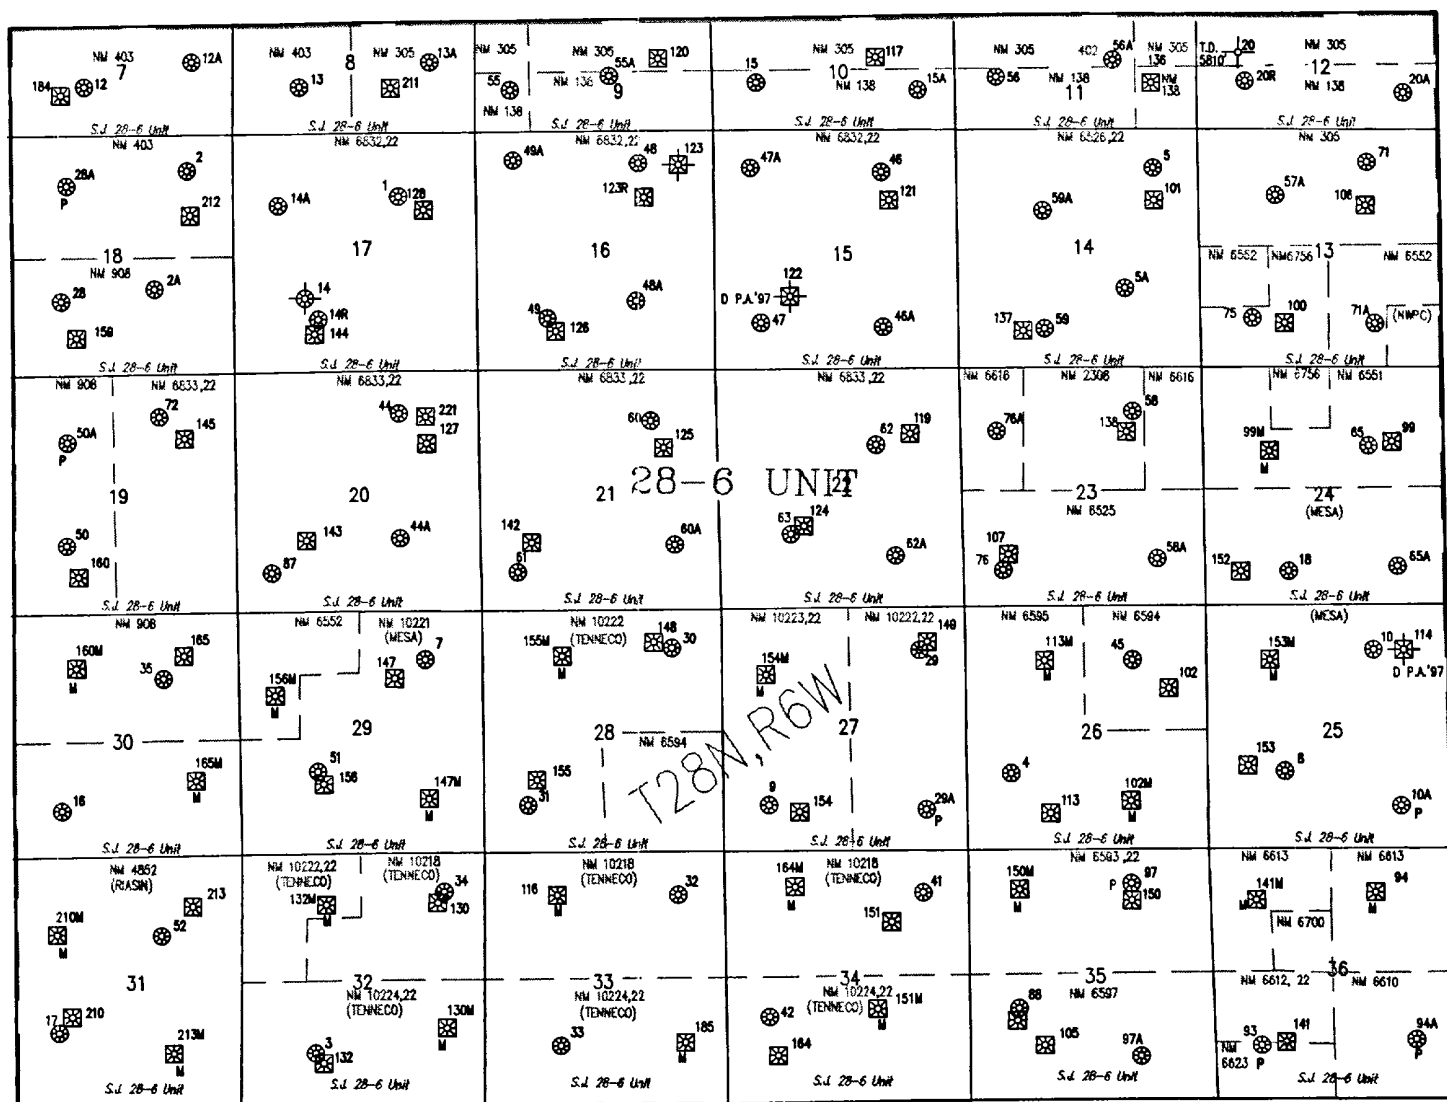 NM 403
7
12A
184
12
S.J. 28-6 Unit
NM 403
8
NM 305
13A
13
211
S.J. 28-6 Unit
NM 305
NM 305
120
55A
55
NM 138
9
NM 138
S.J. 28-6 Unit
NM 305
117
15
10
NM 138
15A
S.J. 28-6 Unit
NM 305
402
56A
NM 305
56
136
NM 138
11
NM
138
S.J. 28-6 Unit
T.D.
5810
20
NM 305
20R
12
NM 138
20A
S.J. 28-6 Unit
NM 403
28A
P
2
212
18
NM 908
28
2A
159
S.J. 28-6 Unit
NM 6832,22
14A
1
128
17
14
14R
144
S.J. 28-6 Unit
NM 6832,22
49A
48
123
123R
16
49
48A
126
S.J. 28-6 Unit
NM 6832,22
47A
46
121
15
122
D P.A.'97
47
46A
S.J. 28-6 Unit
NM 6526,22
5
59A
101
14
5A
137
59
S.J. 28-6 Unit
NM 305
71
57A
106
NM 6552
NM6756
13
NM 6552
75
100
71A
(NWPC)
S.J. 28-6 Unit
NM 908
NM 6833,22
72
50A
P
145
19
50
160
S.J. 28-6 Unit
NM 6833,22
44
221
127
20
143
44A
87
S.J. 28-6 Unit
NM 6833,22
60
125
21
142
61
60A
S.J. 28-6 Unit
28-6 UNIT
NM 6833,22
62
119
22
63
124
62A
S.J. 28-6 Unit
NM 6616
NM 2306
NM 6616
76A
58
138
23
NM 6525
107
76
58A
S.J. 28-6 Unit
NM 6756
NM 6551
99M
M
65
99
24
(MESA)
152
18
65A
S.J. 28-6 Unit
NM 908
160M
M
165
35
30
16
165M
M
S.J. 28-6 Unit
NM 6552
NM 10221
(MESA)
7
147
156M
M
29
51
156
147M
M
S.J. 28-6 Unit
NM 10222
(TENNECO)
148
155M
M
30
28
NM 6594
155
31
S.J. 28-6 Unit
T28N,R6W
NM 10223,22
NM 10222,22
149
154M
M
29
27
9
154
29A
P
S.J. 28-6 Unit
NM 6595
NM 6594
113M
M
45
102
26
4
113
102M
M
S.J. 28-6 Unit
(MESA)
153M
M
10
114
D P.A.'97
25
153
8
10A
P
S.J. 28-6 Unit
NM 4852
(RIASIN)
213
210M
M
52
31
17
210
213M
M
S.J. 28-6 Unit
NM 10222,22
(TENNECO)
NM 10218
(TENNECO)
132M
M
34
130
32
NM 10224,22
(TENNECO)
130M
M
3
132
S.J. 28-6 Unit
NM 10218
(TENNECO)
116
M
32
33
NM 10224,22
(TENNECO)
33
185
M
S.J. 28-6 Unit
NM 10218
(TENNECO)
164M
M
41
151
34
NM 10224,22
(TENNECO)
151M
M
42
164
S.J. 28-6 Unit
NM 6593,22
150M
M
97
P
150
35
NM 6597
88
105
97A
S.J. 28-6 Unit
NM 6613
NM 6613
141M
M
94
M
NM 6700
36
NM 6612, 22
NM 6610
93
P
141
94A
P
NM
6623
S.J. 28-6 Unit